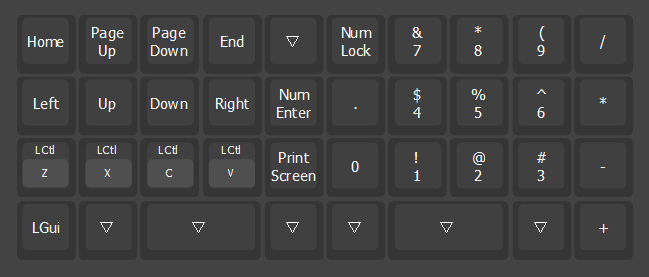 Home Page Up Page Down End ▽ Num Lock & 7 * 8 ( 9 /
Left Up Down Right Num Enter . $ 4 % 5 ^ 6 *
LCtl Z LCtl X LCtl C LCtl V Print Screen 0 ! 1 @ 2 # 3 -
LGui ▽ ▽ ▽ ▽ ▽ ▽ +